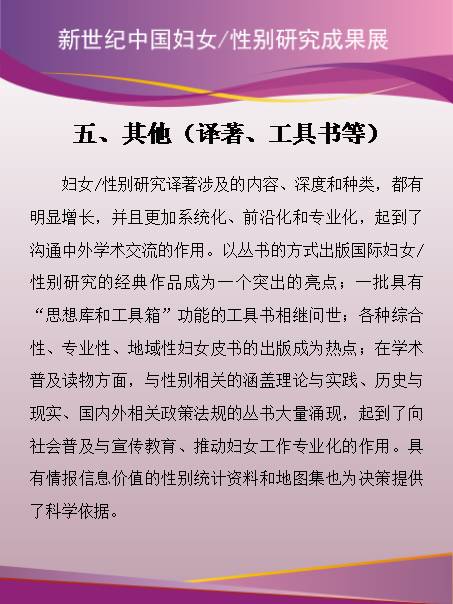 新世纪中国妇女/性别研究成果展
五、其他（译著、工具书等）
妇女/性别研究译著涉及的内容、深度和种类，都有
明显增长，并且更加系统化、前沿化和专业化，起到了
沟通中外学术交流的作用。以丛书的方式出版国际妇女/
性别研究的经典作品成为一个突出的亮点；一批具有
“思想库和工具箱”功能的工具书相继问世；各种综合
性、专业性、地域性妇女皮书的出版成为热点；在学术
普及读物方面，与性别相关的涵盖理论与实践、历史与
现实、国内外相关政策法规的丛书大量涌现，起到了向
社会普及与宣传教育、推动妇女工作专业化的作用。具
有情报信息价值的性别统计资料和地图集也为决策提供
了科学依据。